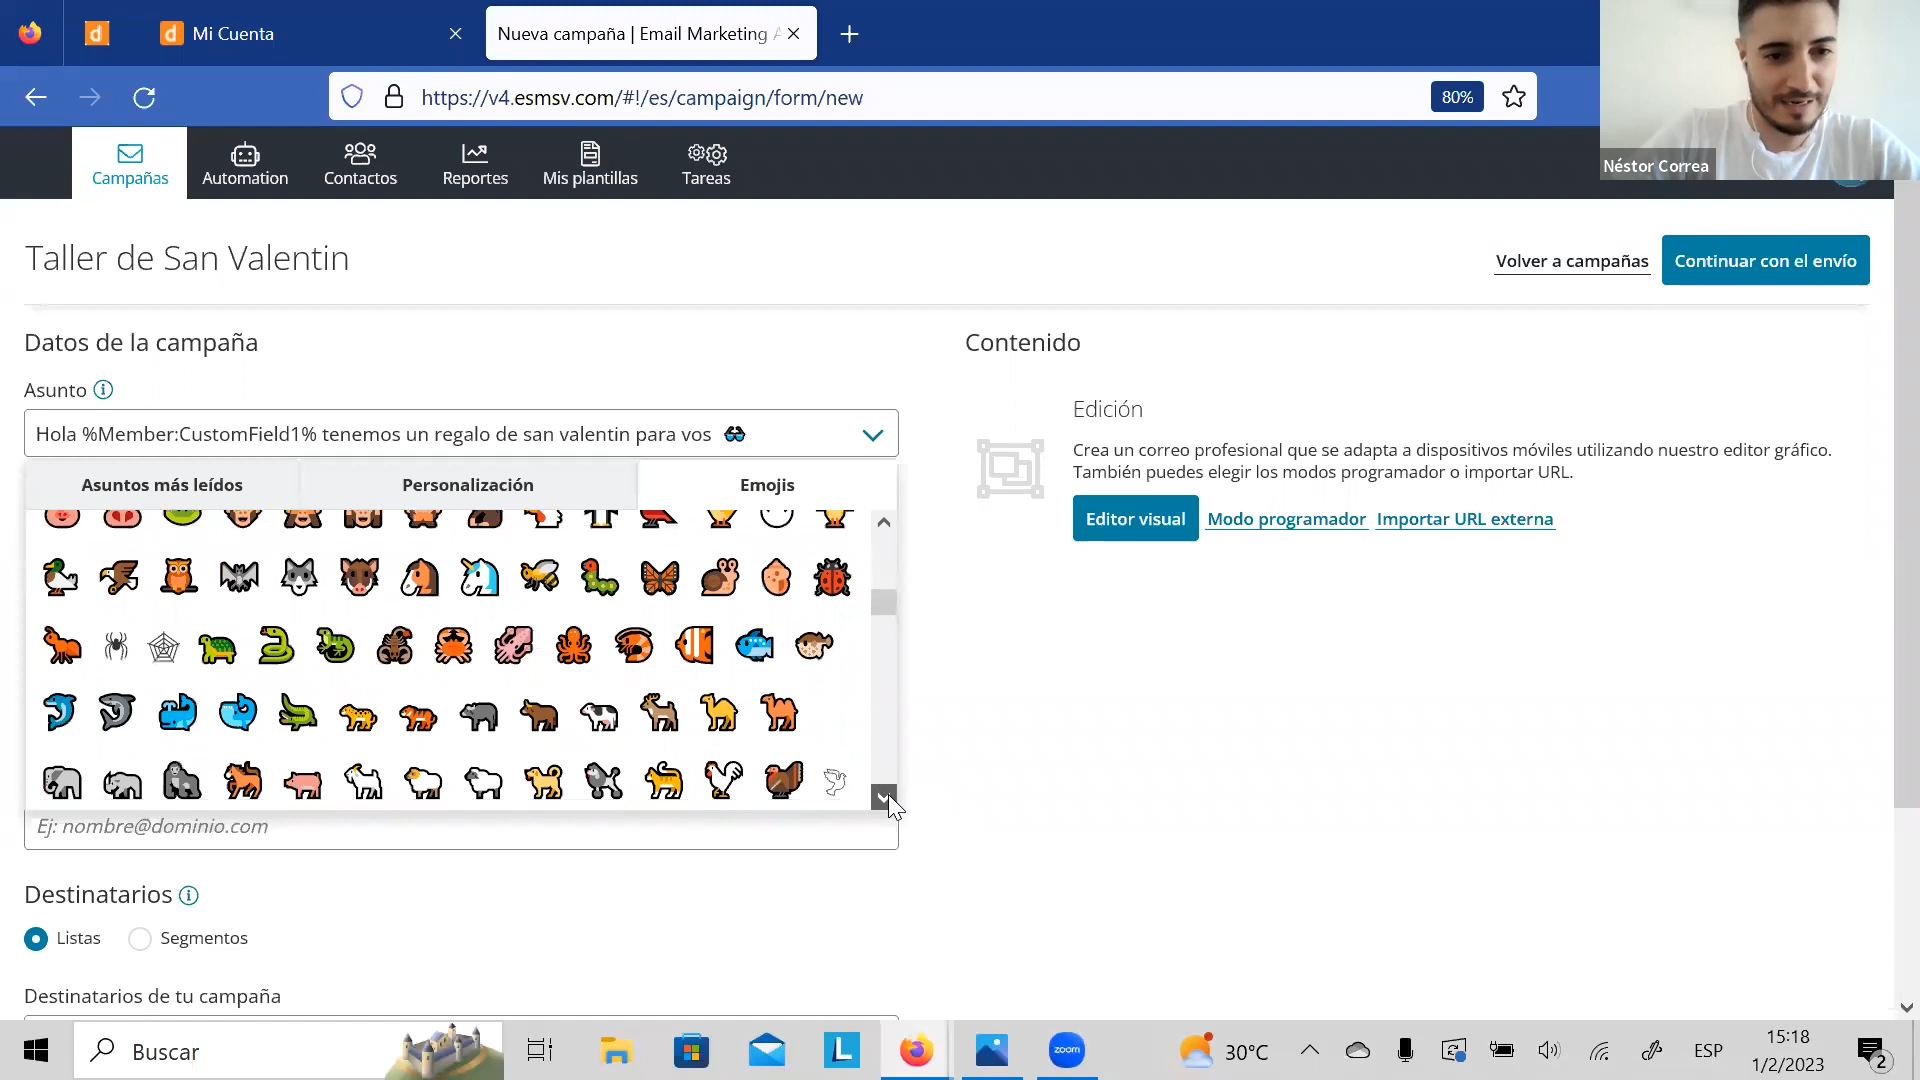 Mi Cuenta
Nueva campaña | Email Marketing
https://v4.esmsv.com/#!/es/campaign/form/new
80%
Néstor Correa
Campañas
Automation
Contactos
Reportes
Mis plantillas
Tareas
Taller de San Valentin
Volver a campañas
Continuar con el envío
Datos de la campaña
Contenido
Asunto
Hola %Member:CustomField1% tenemos un regalo de san valentin para vos
Edición
Crea un correo profesional que se adapta a dispositivos móviles utilizando nuestro editor gráfico.
También puedes elegir los modos programador o importar URL.
Asuntos más leídos
Personalización
Emojis
Editor visual
Modo programador
Importar URL externa
Ej: nombre@dominio.com
Destinatarios
Listas
Segmentos
Destinatarios de tu campaña
Buscar
L
zoom
30°C
ESP
15:18
1/2/2023
2